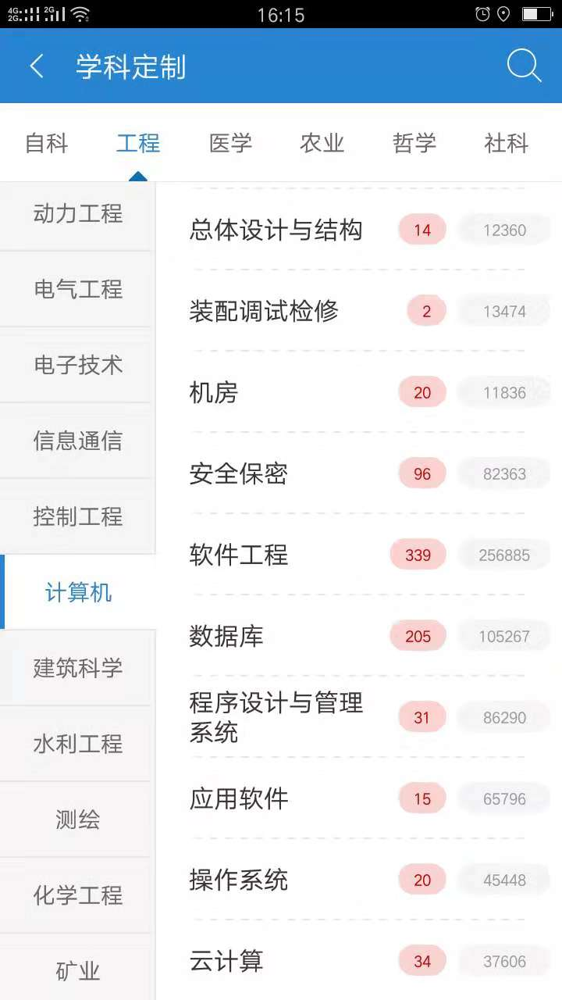 4G 2G 2G 16:15
学科定制
自科 工程 医学 农业 哲学 社科
动力工程
电气工程
电子技术
信息通信
控制工程
计算机
建筑科学
水利工程
测绘
化学工程
矿业
总体设计与结构 14 12360
装配调试检修 2 13474
机房 20 11836
安全保密 96 82363
软件工程 339 256885
数据库 205 105267
程序设计与管理
系统 31 86290
应用软件 15 65796
操作系统 20 45448
云计算 34 37606